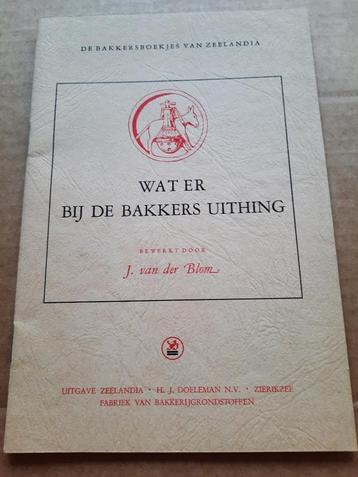 DE BAKKERSBOEKJES VAN ZEELANDIA
WAT ER
BIJ DE BAKKERS UITHING
BEWERKT DOOR
J. van der Blom
UITGAVE ZEELANDIA • H. J. DOELEMAN N.V. • ZIERIKZEE
FABRIEK VAN BAKKERIJGRONDSTOFFEN